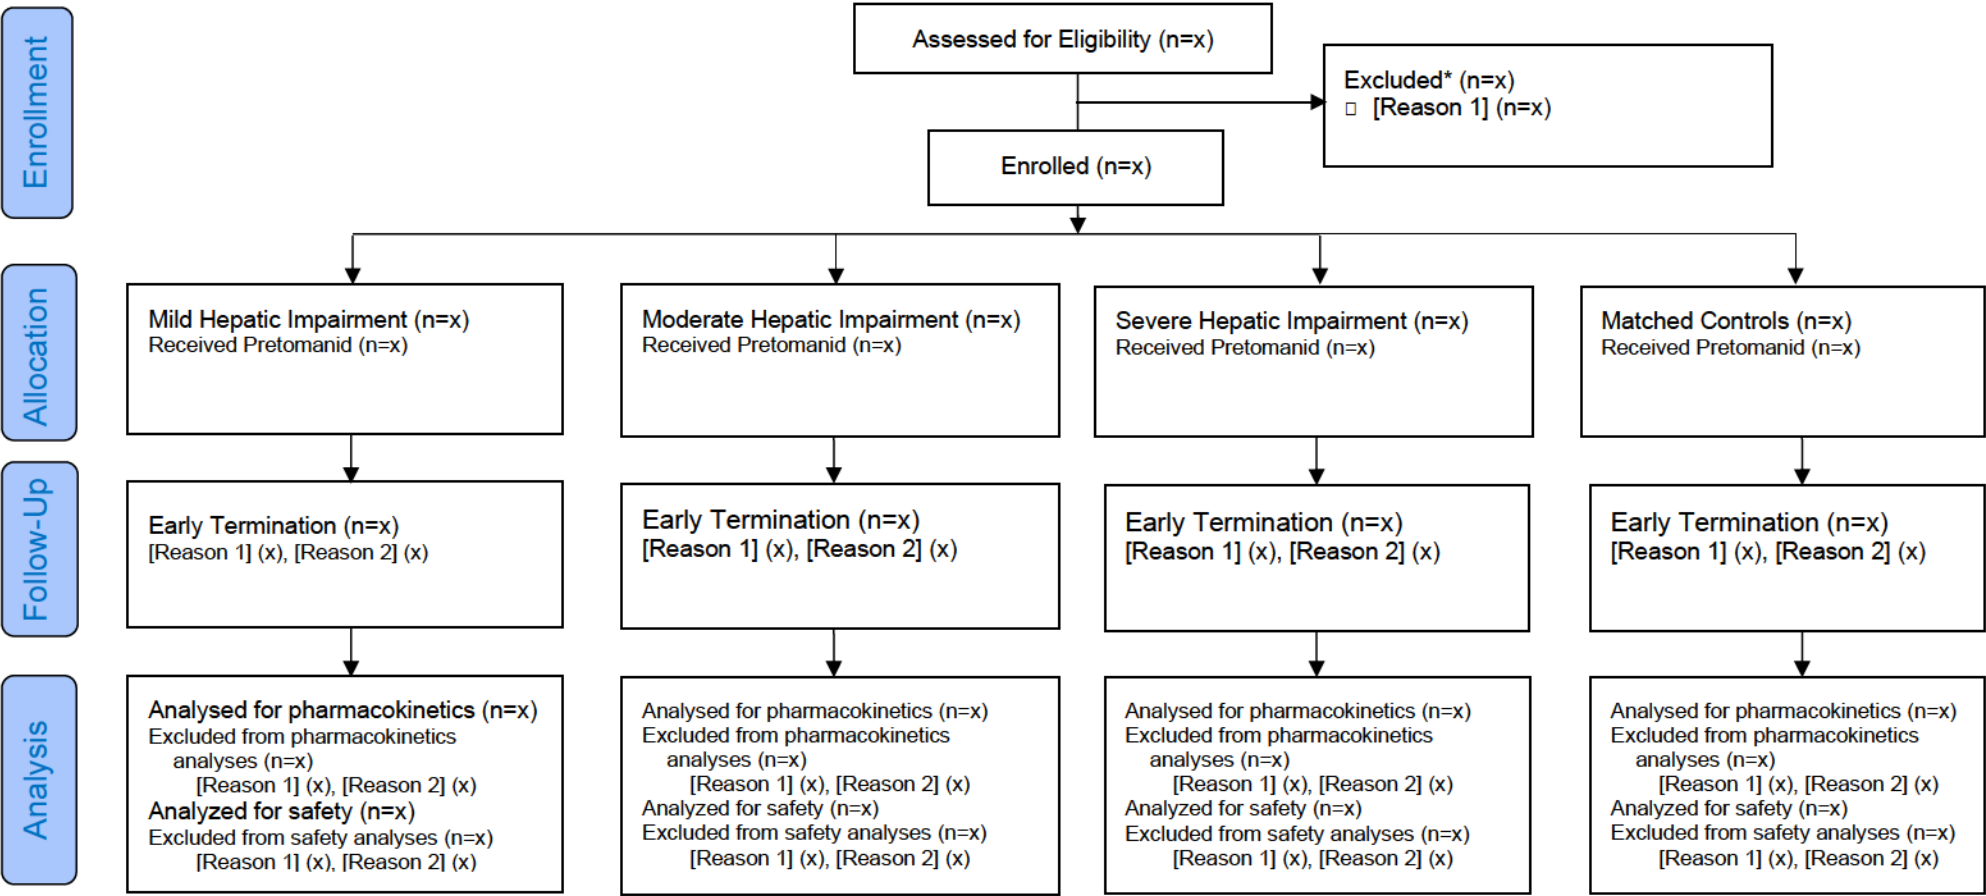 Enrollment
Assessed for Eligibility (n=x)
Excluded* (n=x)
[Reason 1] (n=x)
Enrolled (n=x)
Allocation
Mild Hepatic Impairment (n=x)
Received Pretomanid (n=x)
Moderate Hepatic Impairment (n=x)
Received Pretomanid (n=x)
Severe Hepatic Impairment (n=x)
Received Pretomanid (n=x)
Matched Controls (n=x)
Received Pretomanid (n=x)
Follow-Up
Early Termination (n=x)
[Reason 1] (x), [Reason 2] (x)
Early Termination (n=x)
[Reason 1] (x), [Reason 2] (x)
Early Termination (n=x)
[Reason 1] (x), [Reason 2] (x)
Early Termination (n=x)
[Reason 1] (x), [Reason 2] (x)
Analysis
Analysed for pharmacokinetics (n=x)
Excluded from pharmacokinetics
analyses (n=x)
[Reason 1] (x), [Reason 2] (x)
Analyzed for safety (n=x)
Excluded from safety analyses (n=x)
[Reason 1] (x), [Reason 2] (x)
Analysed for pharmacokinetics (n=x)
Excluded from pharmacokinetics
analyses (n=x)
[Reason 1] (x), [Reason 2] (x)
Analyzed for safety (n=x)
Excluded from safety analyses (n=x)
[Reason 1] (x), [Reason 2] (x)
Analysed for pharmacokinetics (n=x)
Excluded from pharmacokinetics
analyses (n=x)
[Reason 1] (x), [Reason 2] (x)
Analyzed for safety (n=x)
Excluded from safety analyses (n=x)
[Reason 1] (x), [Reason 2] (x)
Analysed for pharmacokinetics (n=x)
Excluded from pharmacokinetics
analyses (n=x)
[Reason 1] (x), [Reason 2] (x)
Analyzed for safety (n=x)
Excluded from safety analyses (n=x)
[Reason 1] (x), [Reason 2] (x)